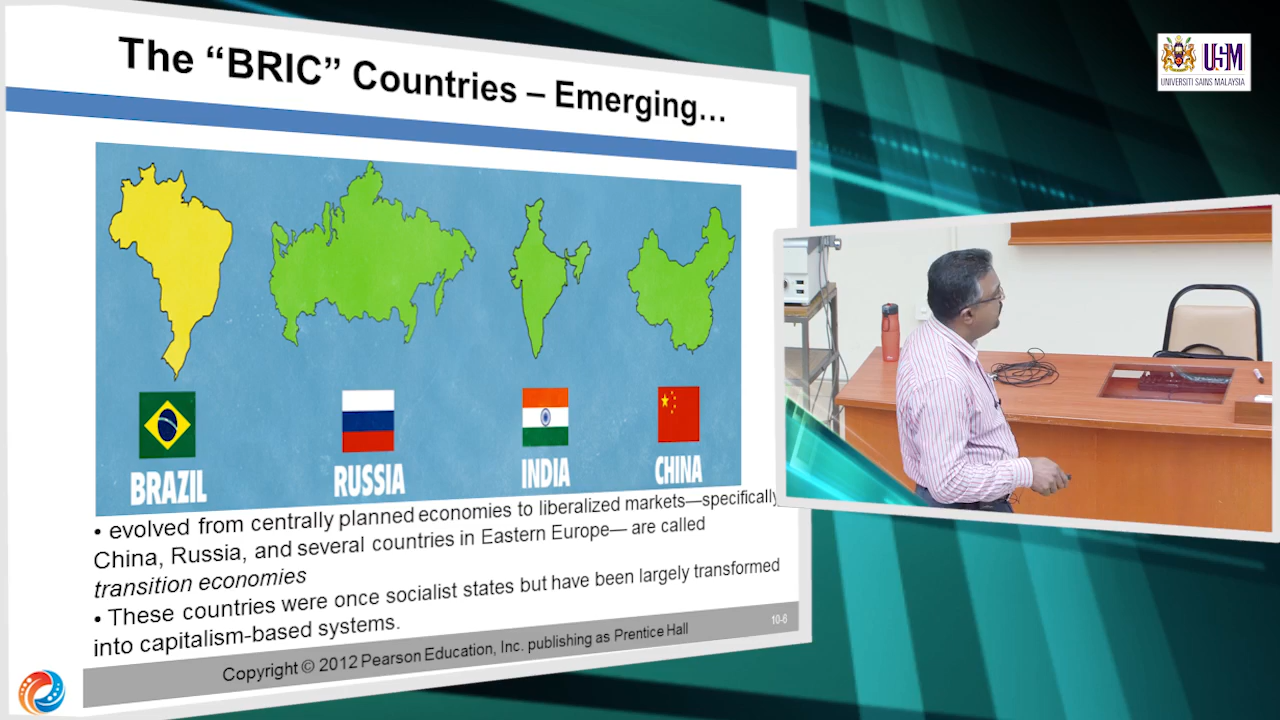 The “BRIC” Countries – Emerging…
USM
UNIVERSITI SAINS MALAYSIA
BRAZIL
RUSSIA
INDIA
CHINA
• evolved from centrally planned economies to liberalized markets—specifically
China, Russia, and several countries in Eastern Europe— are called
transition economies
• These countries were once socialist states but have been largely transformed
into capitalism-based systems.
10-6
Copyright © 2012 Pearson Education, Inc. publishing as Prentice Hall